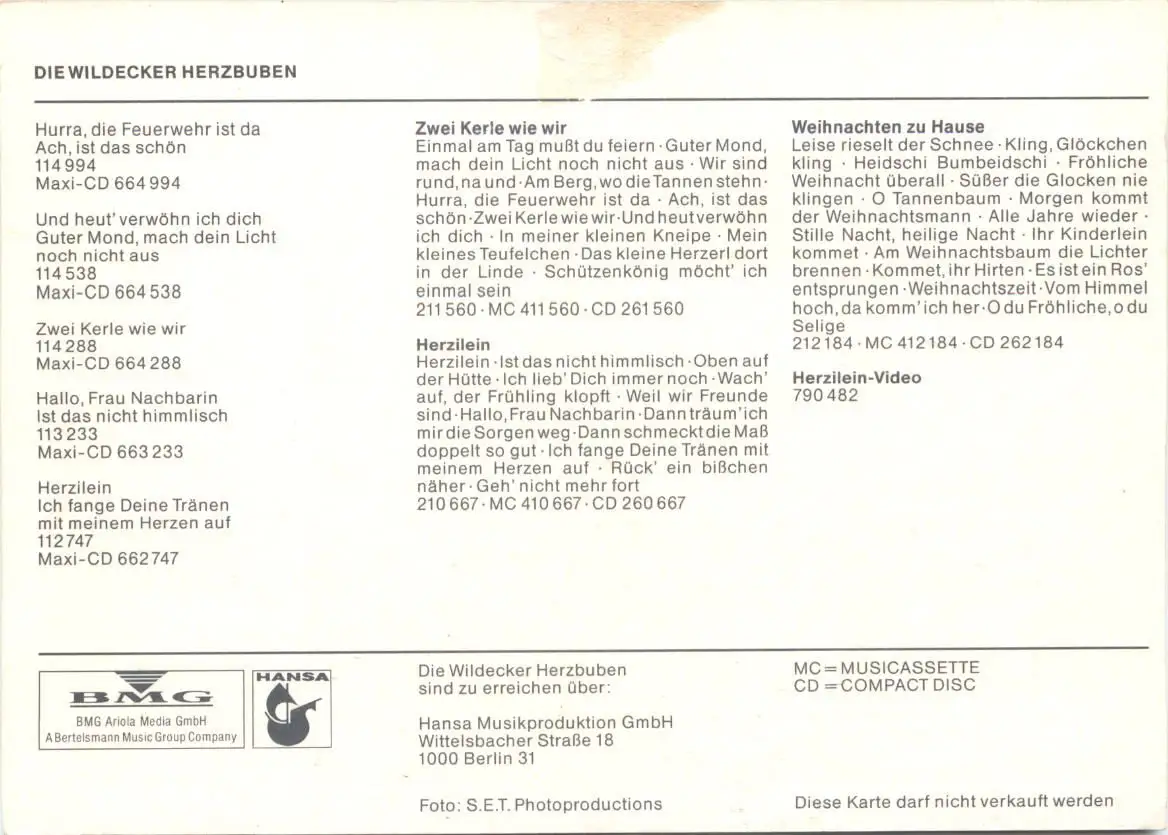 DIE WILDECKER HERZBUBEN
Hurra, die Feuerwehr ist da
Ach, ist das schön
114 994
Maxi-CD 664 994
Und heut' verwöhn ich dich
Guter Mond, mach dein Licht
noch nicht aus
114 538
Maxi-CD 664 538
Zwei Kerle wie wir
114 288
Maxi-CD 664 288
Hallo, Frau Nachbarin
Ist das nicht himmlisch
113 233
Maxi-CD 663 233
Herzilein
Ich fange Deine Tränen
mit meinem Herzen auf
112 747
Maxi-CD 662 747
Zwei Kerle wie wir
Einmal am Tag mußt du feiern · Guter Mond,
mach dein Licht noch nicht aus · Wir sind
rund, na und · Am Berg, wo die Tannen stehn ·
Hurra, die Feuerwehr ist da · Ach, ist das
schön · Zwei Kerle wie wir · Und heut verwöhn
ich dich · In meiner kleinen Kneipe · Mein
kleines Teufelchen · Das kleine Herzerl dort
in der Linde · Schützenkönig möcht' ich
einmal sein
211 560 · MC 411 560 · CD 261 560
Herzilein
Herzilein · Ist das nicht himmlisch · Oben auf
der Hütte · Ich lieb' Dich immer noch · Wach'
auf, der Frühling klopft · Weil wir Freunde
sind · Hallo, Frau Nachbarin · Dann träum' ich
mir die Sorgen weg · Dann schmeckt die Maß
doppelt so gut · Ich fange Deine Tränen mit
meinem Herzen auf · Rück' ein bißchen
näher · Geh' nicht mehr fort
210 667 · MC 410 667 · CD 260 667
Weihnachten zu Hause
Leise rieselt der Schnee · Kling, Glöckchen
kling · Heidschi Bumbeidschi · Fröhliche
Weihnacht überall · Süßer die Glocken nie
klingen · O Tannenbaum · Morgen kommt
der Weihnachtsmann · Alle Jahre wieder ·
Stille Nacht, heilige Nacht · Ihr Kinderlein
kommet · Am Weihnachtsbaum die Lichter
brennen · Kommet, ihr Hirten · Es ist ein Ros'
entsprungen · Weihnachtszeit · Vom Himmel
hoch, da komm' ich her · O du Fröhliche, o du
Selige
212 184 · MC 412 184 · CD 262 184
Herzilein-Video
790 482
BMG
BMG Ariola Media GmbH
A Bertelsmann Music Group Company
HANSA
Die Wildecker Herzbuben
sind zu erreichen über:
Hansa Musikproduktion GmbH
Wittelsbacher Straße 18
1000 Berlin 31
Foto: S.E.T. Photoproductions
MC = MUSICASSETTE
CD = COMPACT DISC
Diese Karte darf nicht verkauft werden